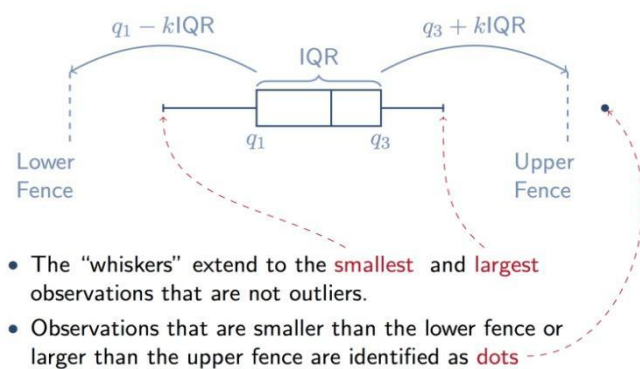 q₁ − kIQR
q₃ + kIQR
IQR
q₁
q₃
Lower
Fence
Upper
Fence
• The “whiskers” extend to the smallest and largest
observations that are not outliers.
• Observations that are smaller than the lower fence or
larger than the upper fence are identified as dots